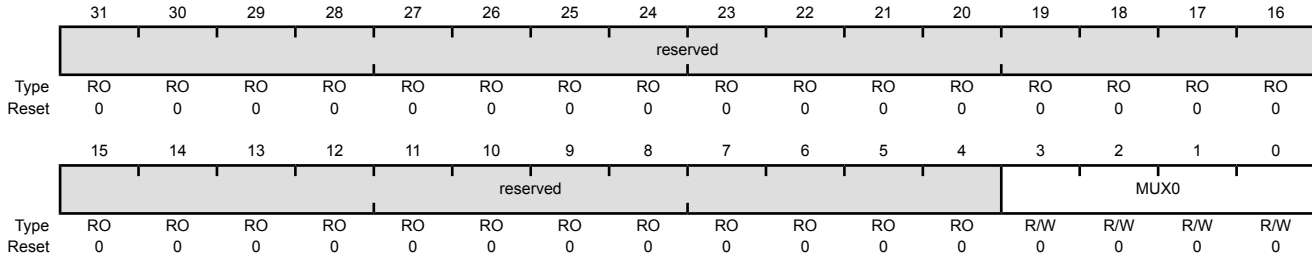 31 30 29 28 27 26 25 24 23 22 21 20 19 18 17 16
reserved
Type RO RO RO RO RO RO RO RO RO RO RO RO RO RO RO RO
Reset 0 0 0 0 0 0 0 0 0 0 0 0 0 0 0 0
15 14 13 12 11 10 9 8 7 6 5 4 3 2 1 0
reserved MUX0
Type RO RO RO RO RO RO RO RO RO RO RO RO R/W R/W R/W R/W
Reset 0 0 0 0 0 0 0 0 0 0 0 0 0 0 0 0